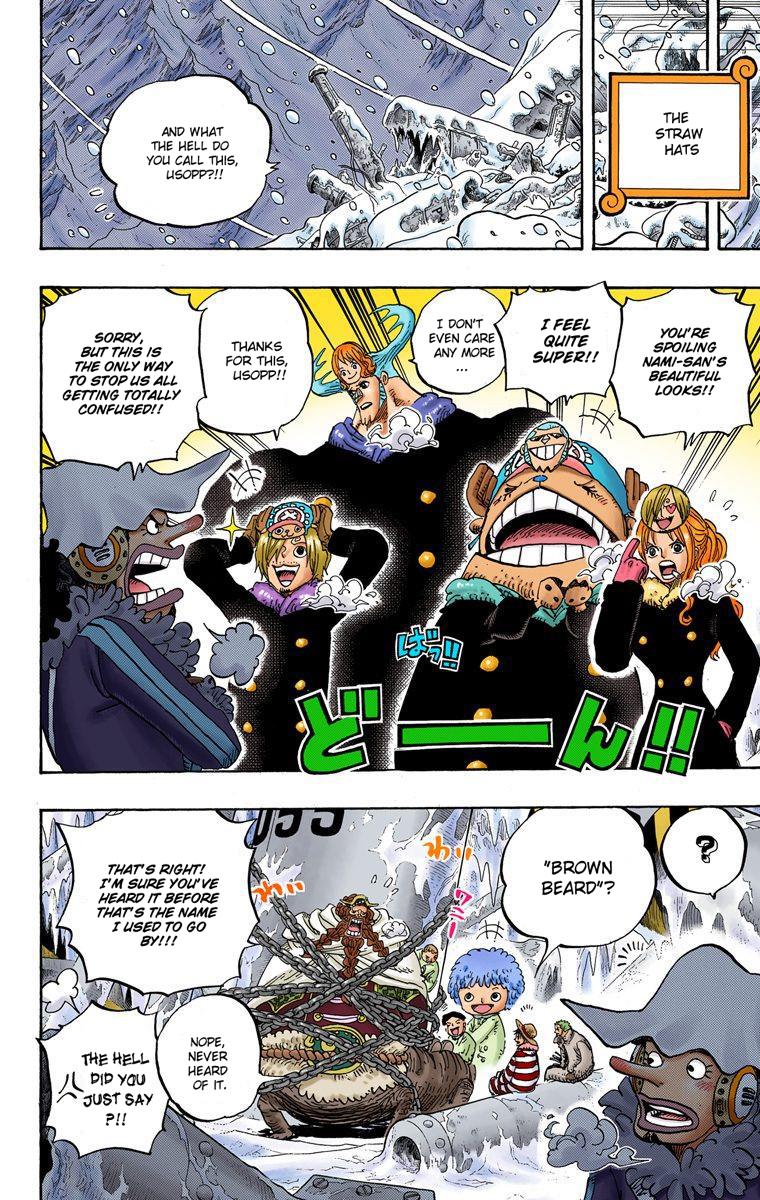 THE
STRAW
HATS
AND WHAT
THE HELL DO
YOU CALL THIS,
USOPP?!!
YOU'RE
SPOILING
NAMI-SAN'S
BEAUTIFUL
LOOKS!!
I FEEL
QUITE
SUPER!!
I DON'T
EVEN CARE
ANY MORE
...
THANKS
FOR THIS,
USOPP!!
SORRY,
BUT THIS IS
THE ONLY WAY
TO STOP US ALL
GETTING TOTALLY
CONFUSED!!
ばっ!!
どーん!!
?
"BROWN
BEARD"?
わい
わい
ワニー
THAT'S RIGHT!
I'M SURE YOU'VE
HEARD IT BEFORE
THAT'S THE NAME
I USED TO GO
BY!!!
NOPE,
NEVER
HEARD
OF IT.
THE HELL
DID YOU
JUST SAY
?!!